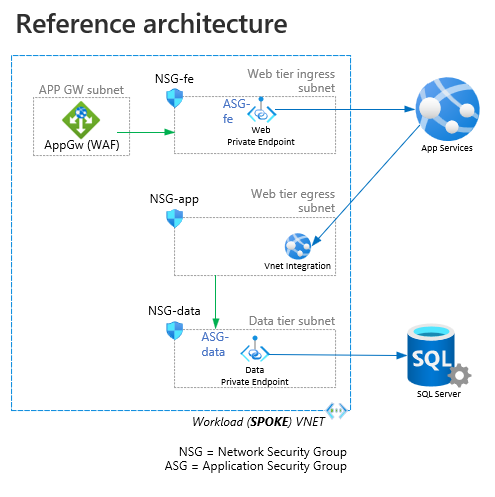 Reference architecture
NSG-fe
Web tier ingress
subnet
APP GW subnet
ASG-
fe
AppGw (WAF)
Web
Private Endpoint
App Services
NSG-app
Web tier egress
subnet
Vnet Integration
NSG-data
Data tier subnet
ASG-
data
Data
Private Endpoint
SQL
SQL Server
Workload (SPOKE) VNET
NSG = Network Security Group
ASG = Application Security Group